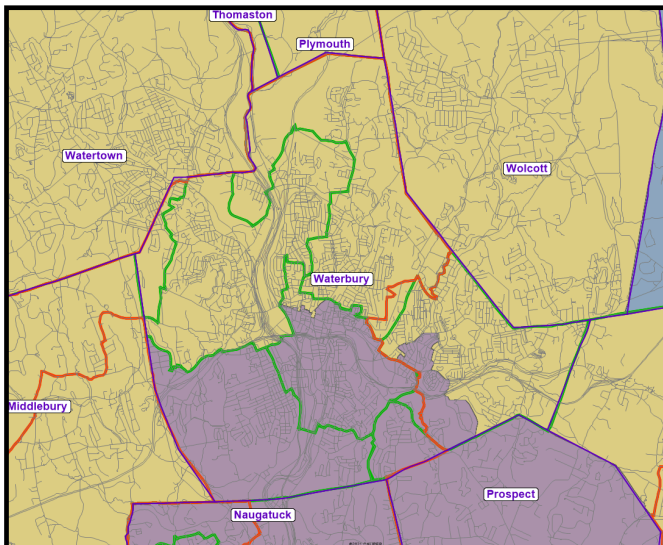 Thomaston
Plymouth
Watertown
Wolcott
Waterbury
Middlebury
Prospect
Naugatuck